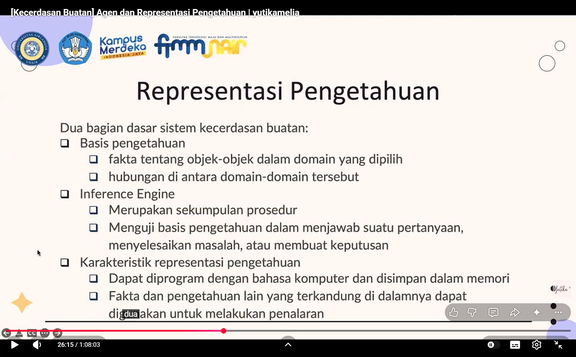 [Kecerdasan Buatan] Agen dan Representasi Pengetahuan | yutikamelia
Kampus
Merdeka
INDONESIA JAYA
Representasi Pengetahuan
Dua bagian dasar sistem kecerdasan buatan:
Basis pengetahuan
fakta tentang objek-objek dalam domain yang dipilih
hubungan di antara domain-domain tersebut
Inference Engine
Merupakan sekumpulan prosedur
Menguji basis pengetahuan dalam menjawab suatu pertanyaan,
menyelesaikan masalah, atau membuat keputusan
Karakteristik representasi pengetahuan
Dapat diprogram dengan bahasa komputer dan disimpan dalam memori
Fakta dan pengetahuan lain yang terkandung di dalamnya dapat
digunakan untuk melakukan penalaran
dua
26:15 / 1:08:03